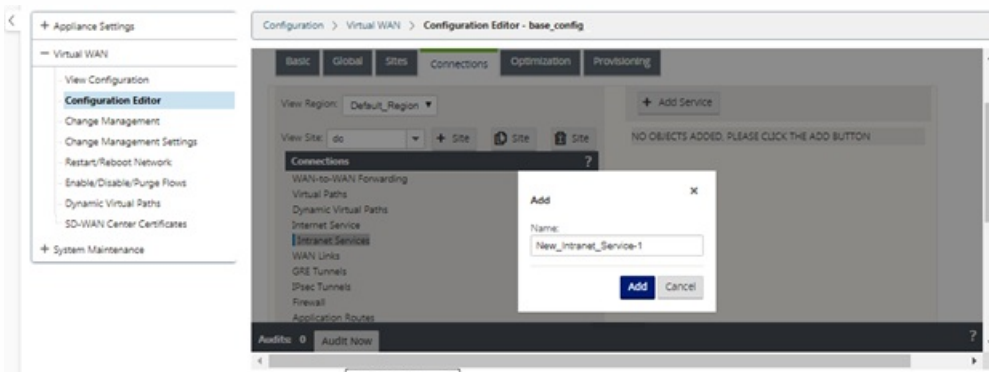 + Appliance Settings
− Virtual WAN
View Configuration
Configuration Editor
Change Management
Change Management Settings
Restart/Reboot Network
Enable/Disable/Purge Flows
Dynamic Virtual Paths
SD-WAN Center Certificates
+ System Maintenance
Configuration > Virtual WAN > Configuration Editor - base_config
Basic Global Sites Connections Optimization Provisioning
View Region: Default_Region
View Site: dc + Site Site Site
Connections ?
WAN-to-WAN Forwarding
Virtual Paths
Dynamic Virtual Paths
Internet Service
Intranet Services
WAN Links
GRE Tunnels
IPsec Tunnels
Firewall
Application Routes
+ Add Service
NO OBJECTS ADDED, PLEASE CLICK THE ADD BUTTON
Add ×
Name:
New_Intranet_Service-1
Add Cancel
Audits: 0 Audit Now ?